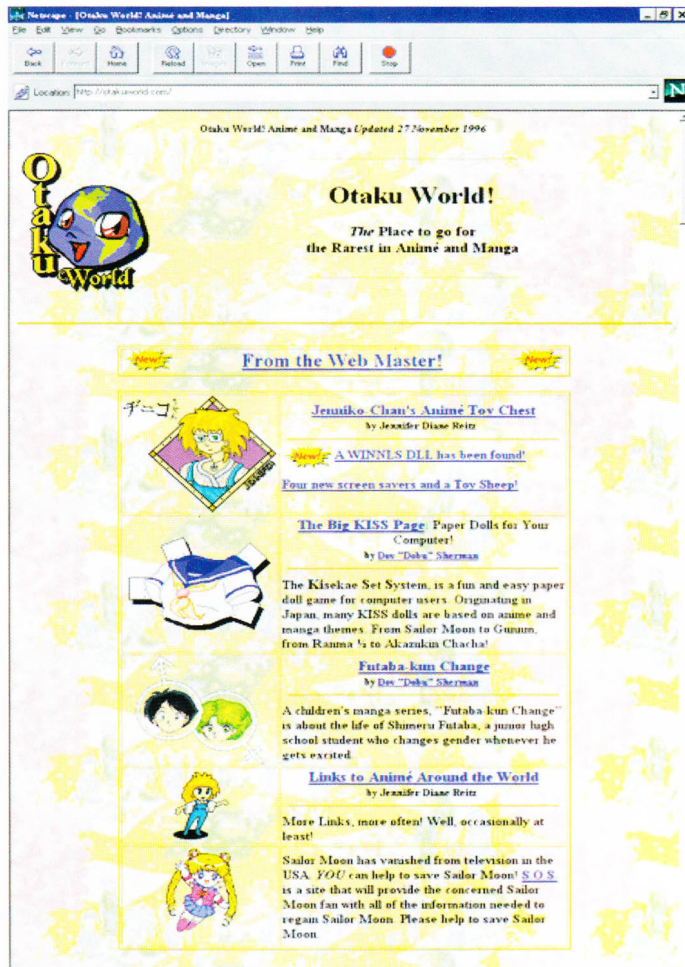 Netscape - [Otaku World! Animé and Manga]
File Edit View Go Bookmarks Options Directory Window Help
Back Forward Home Reload Images Open Print Find Stop
Location: http://otakuworld.com/
N
Otaku World! Animé and Manga Updated 27 November 1996
Otaku World
Otaku World!
The Place to go for
the Rarest in Animé and Manga
New! From the Web Master! New!
ヂニコ
JENNIFER
Jenniko-Chan's Animé Toy Chest
by Jennifer Diane Reitz
New! A WINNLS DLL has been found!
Four new screen savers and a Toy Sheep!
The Big KISS Page: Paper Dolls for Your
Computer!
by Dov "Dobu" Sherman
The Kisekae Set System, is a fun and easy paper
doll game for computer users. Originating in
Japan, many KISS dolls are based on anime and
manga themes. From Sailor Moon to Gunnm,
from Ranma ½ to Akazukin Chacha!
Futaba-kun Change
by Dov "Dobu" Sherman
A children's manga series, "Futaba-kun Change"
is about the life of Shimeru Futaba, a junior high
school student who changes gender whenever he
gets excited.
Links to Animé Around the World
by Jennifer Diane Reitz
More Links, more often! Well, occasionally at
least!
Sailor Moon has vanished from television in the
USA. YOU can help to save Sailor Moon! S O S
is a site that will provide the concerned Sailor
Moon fan with all of the information needed to
regain Sailor Moon. Please help to save Sailor
Moon.